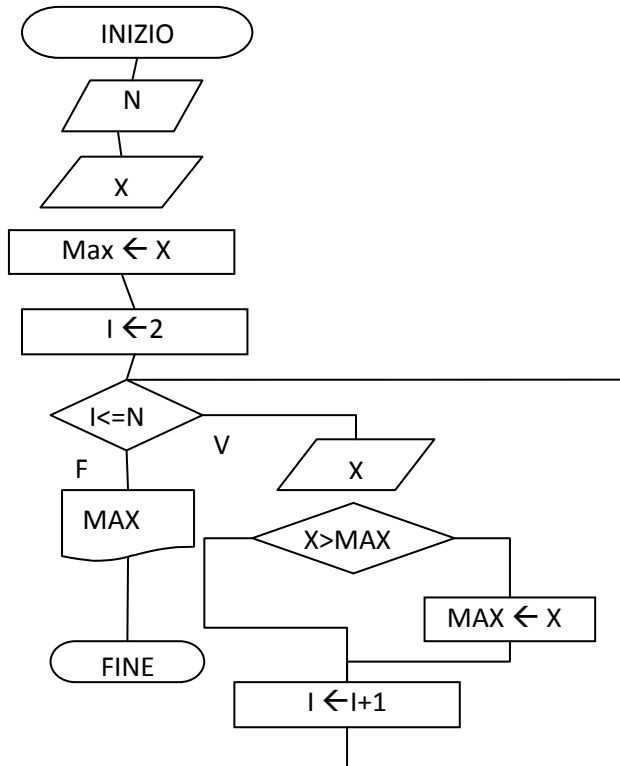 INIZIO
N
X
Max ← X
I ←2
I<=N
V
F
X
MAX
X>MAX
MAX ← X
FINE
I ←I+1